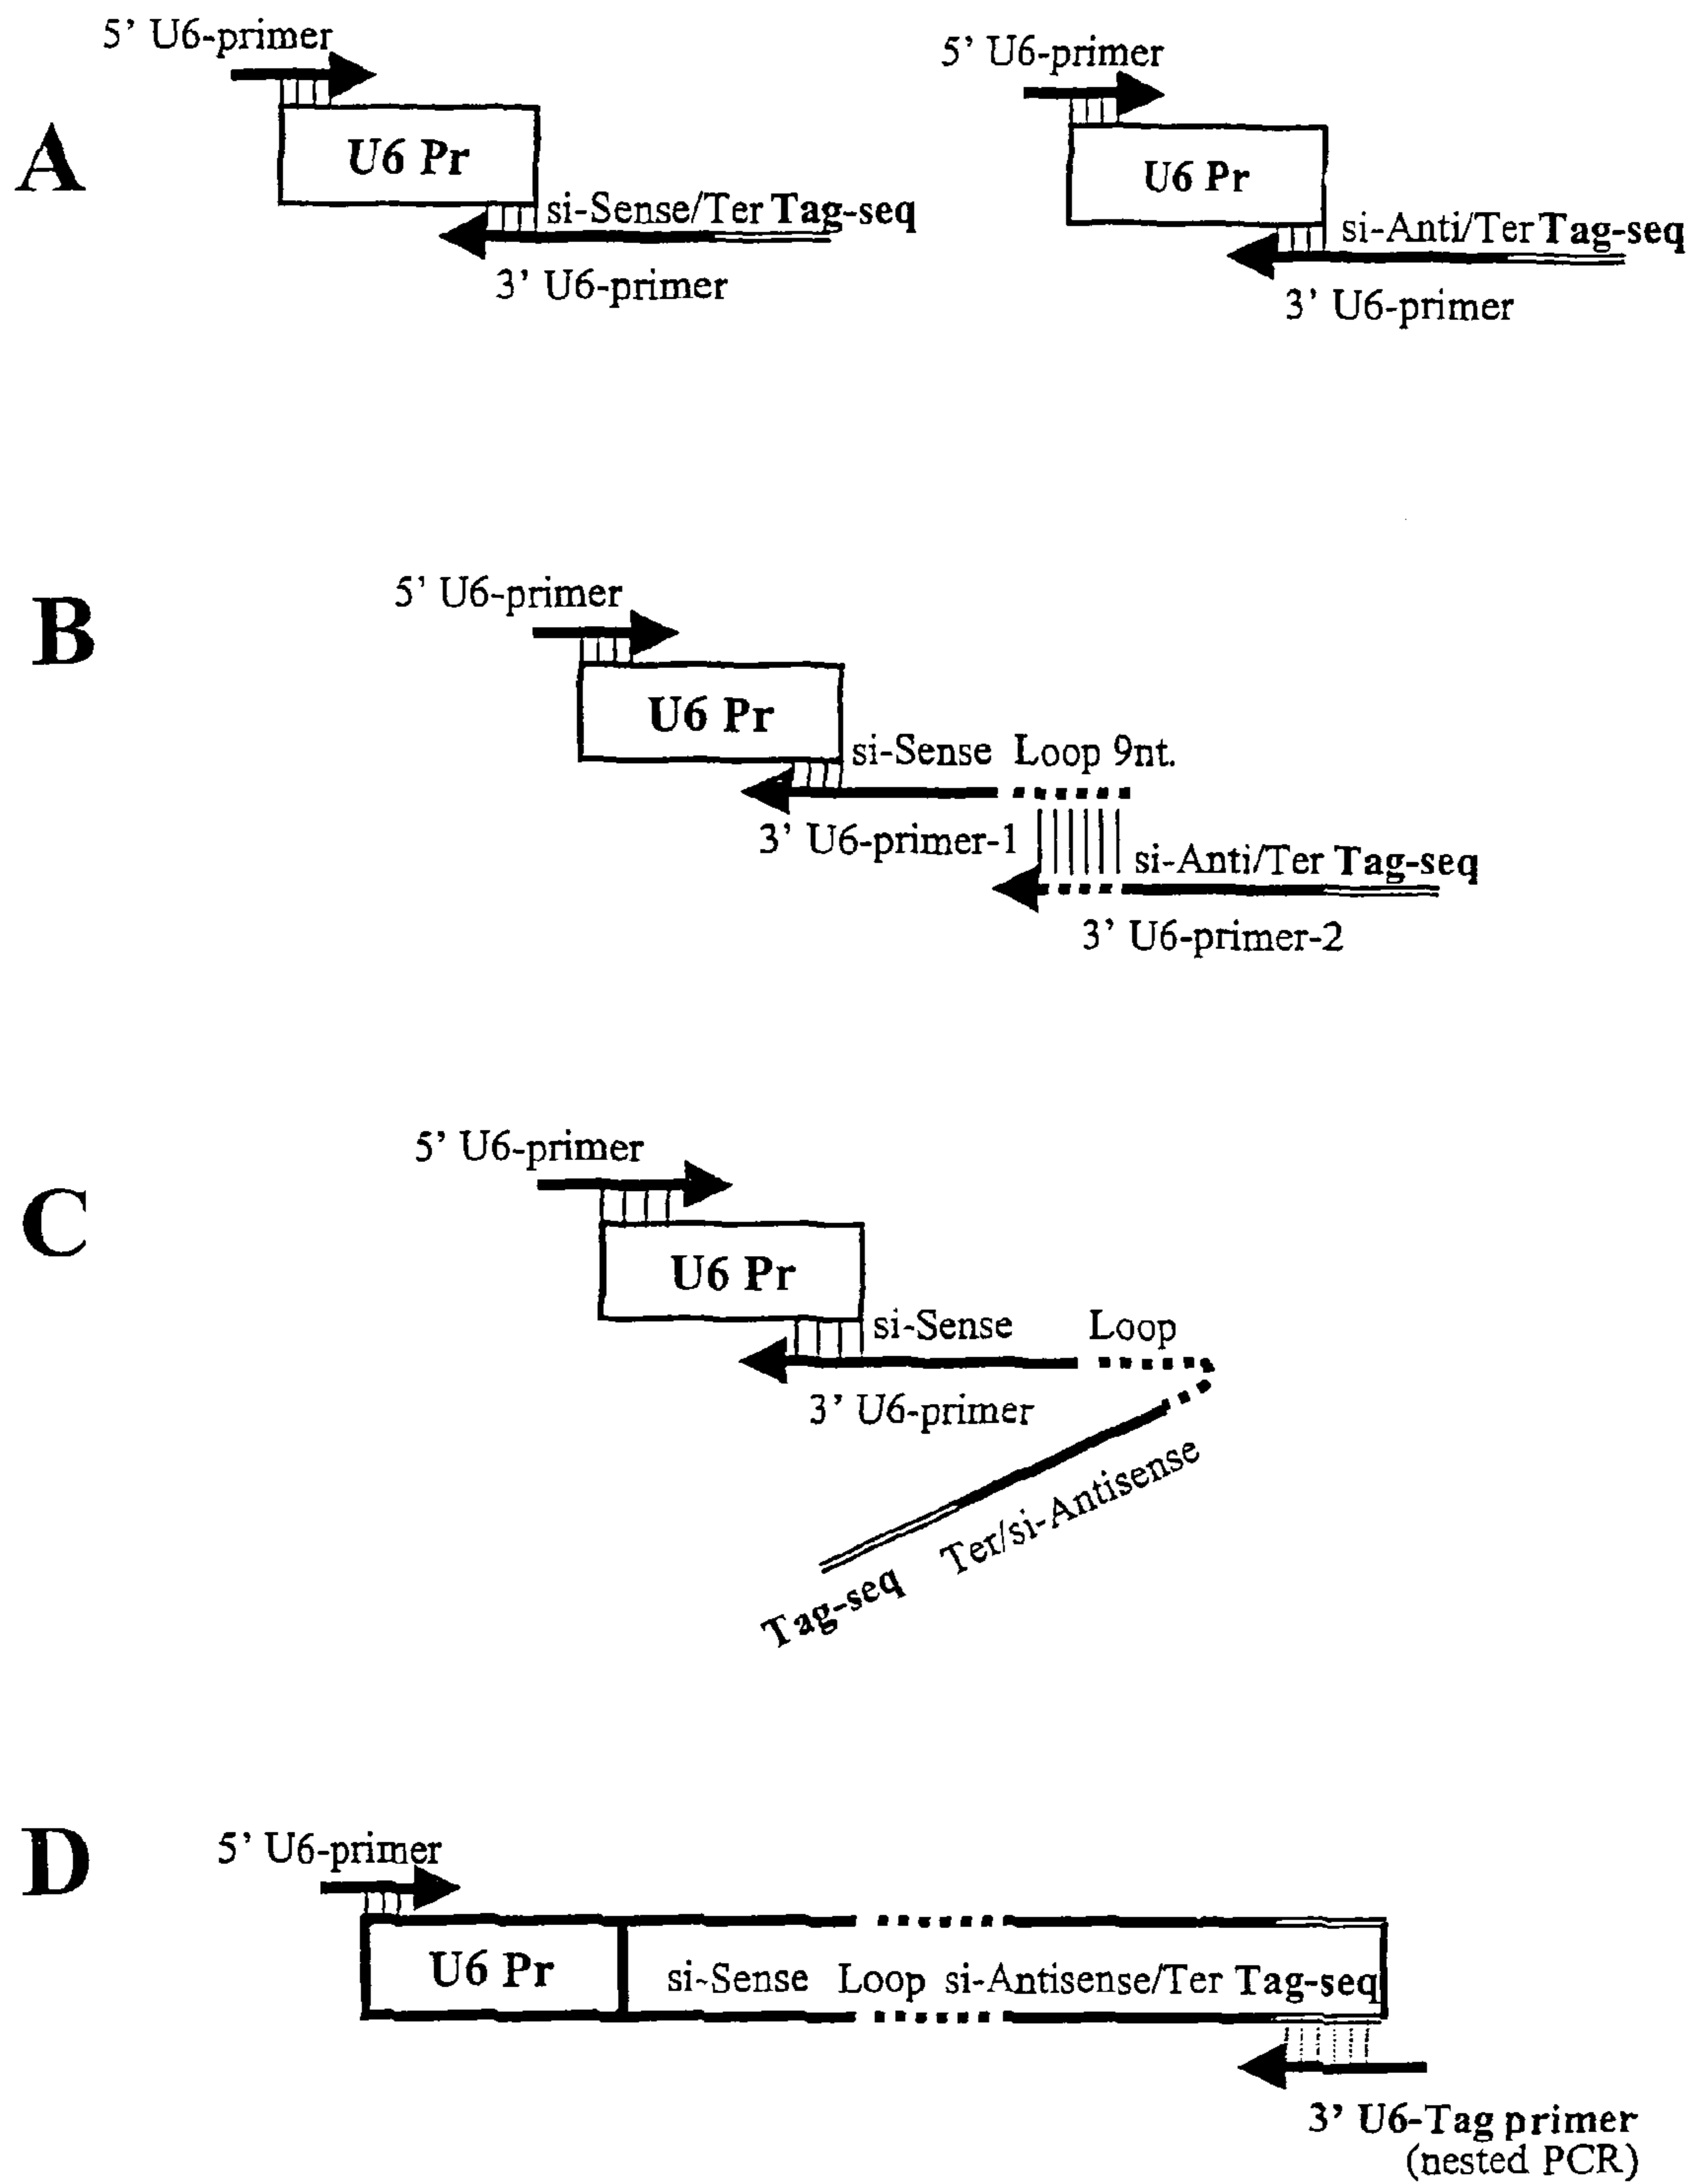 A
5' U6-primer
U6 Pr
si-Sense/Ter Tag-seq
3' U6-primer
5' U6-primer
U6 Pr
si-Anti/Ter Tag-seq
3' U6-primer
B
5' U6-primer
U6 Pr
si-Sense Loop 9nt.
3' U6-primer-1
si-Anti/Ter Tag-seq
3' U6-primer-2
C
5' U6-primer
U6 Pr
si-Sense Loop
3' U6-primer
Tag-seq Ter/si-Antisense
D
5' U6-primer
U6 Pr si-Sense Loop si-Antisense/Ter Tag-seq
3' U6-Tag primer
(nested PCR)